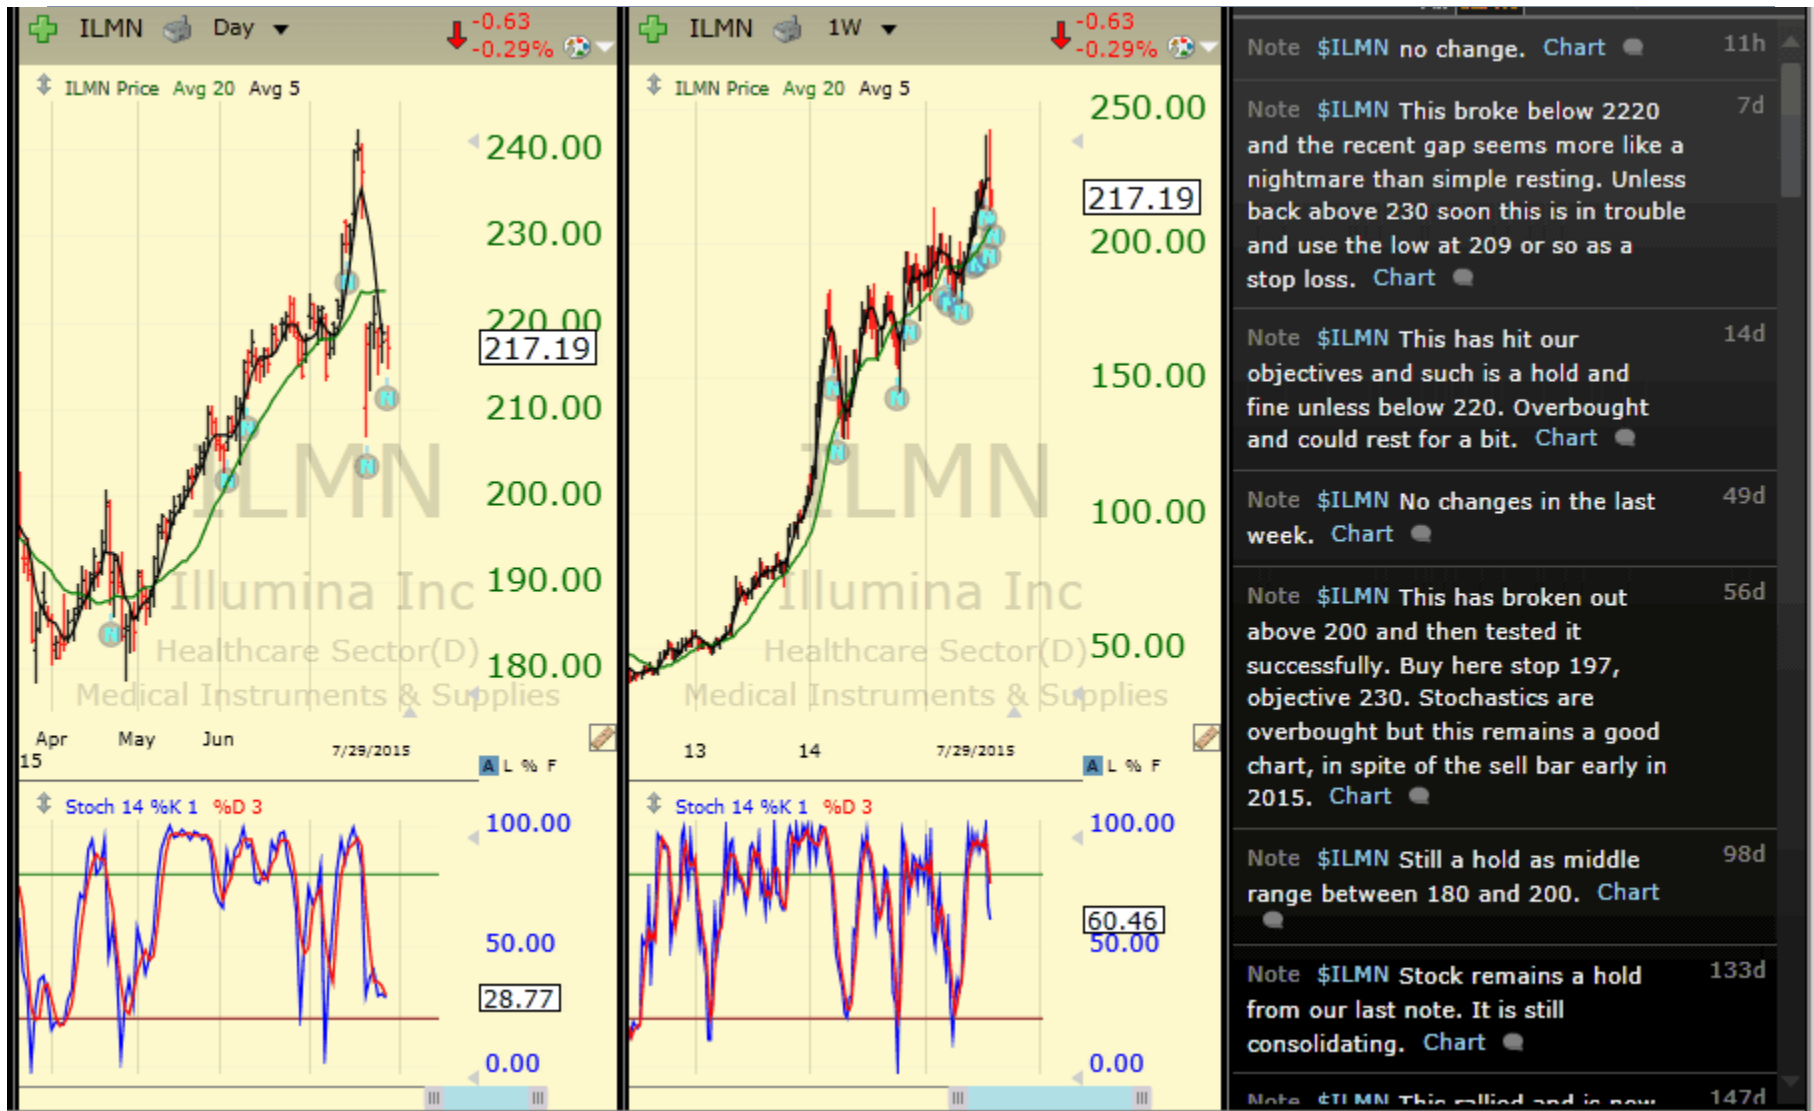 ILMN Day -0.63
-0.29%
ILMN Price Avg 20 Avg 5
240.00
230.00
220.00
217.19
210.00
200.00
190.00
180.00
N
N
N
N
N
N
ILMN
Illumina Inc
Healthcare Sector(D)
Medical Instruments & Supplies
Apr May Jun 7/29/2015
15
A L % F
Stoch 14 %K 1 %D 3
100.00
50.00
28.77
0.00
ILMN 1W -0.63
-0.29%
ILMN Price Avg 20 Avg 5
250.00
217.19
200.00
150.00
100.00
50.00
N
N
N
N
N
N
N
N
ILMN
Illumina Inc
Healthcare Sector(D)
Medical Instruments & Supplies
13 14 7/29/2015
A L % F
Stoch 14 %K 1 %D 3
100.00
60.46
50.00
0.00
Note $ILMN no change. Chart 11h
Note $ILMN This broke below 2220 7d
and the recent gap seems more like a
nightmare than simple resting. Unless
back above 230 soon this is in trouble
and use the low at 209 or so as a
stop loss. Chart
Note $ILMN This has hit our 14d
objectives and such is a hold and
fine unless below 220. Overbought
and could rest for a bit. Chart
Note $ILMN No changes in the last 49d
week. Chart
Note $ILMN This has broken out 56d
above 200 and then tested it
successfully. Buy here stop 197,
objective 230. Stochastics are
overbought but this remains a good
chart, in spite of the sell bar early in
2015. Chart
Note $ILMN Still a hold as middle 98d
range between 180 and 200. Chart
Note $ILMN Stock remains a hold 133d
from our last note. It is still
consolidating. Chart
Note $ILMN This rallied and is now 147d